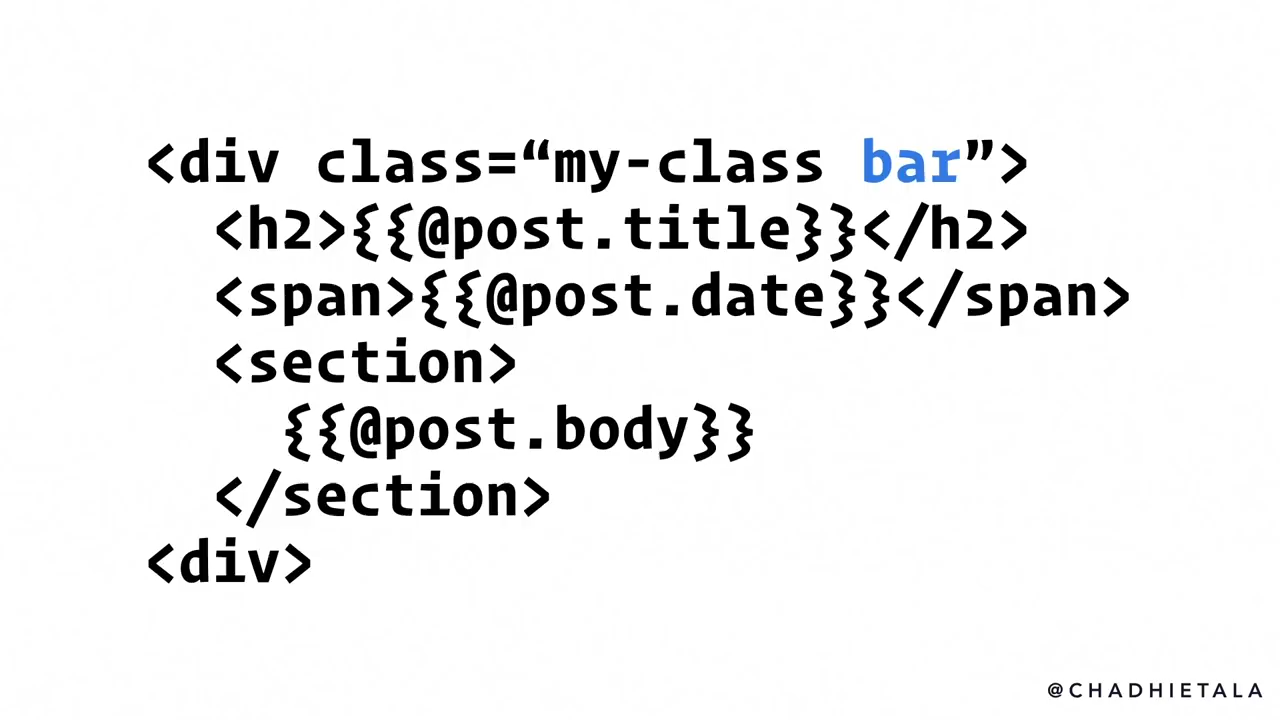 <div class=“my-class bar”>
<h2>{{@post.title}}</h2>
<span>{{@post.date}}</span>
<section>
{{@post.body}}
</section>
<div>
@CHADHIETALA